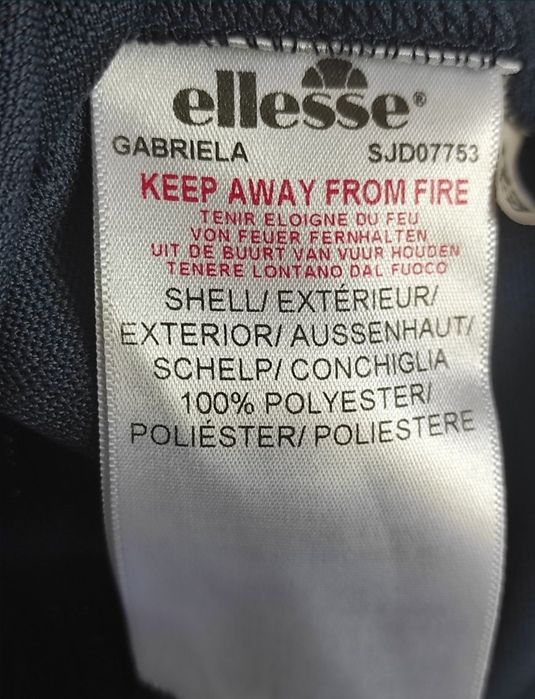 ellesse®
GABRIELA SJD07753
KEEP AWAY FROM FIRE
TENIR ELOIGNE DU FEU
VON FEUER FERNHALTEN
UIT DE BUURT VAN VUUR HOUDEN
TENERE LONTANO DAL FUOCO
SHELL/ EXTÉRIEUR/
EXTERIOR/ AUSSENHAUT/
SCHELP/ CONCHIGLIA
100% POLYESTER/
POLIÉSTER/ POLIESTERE